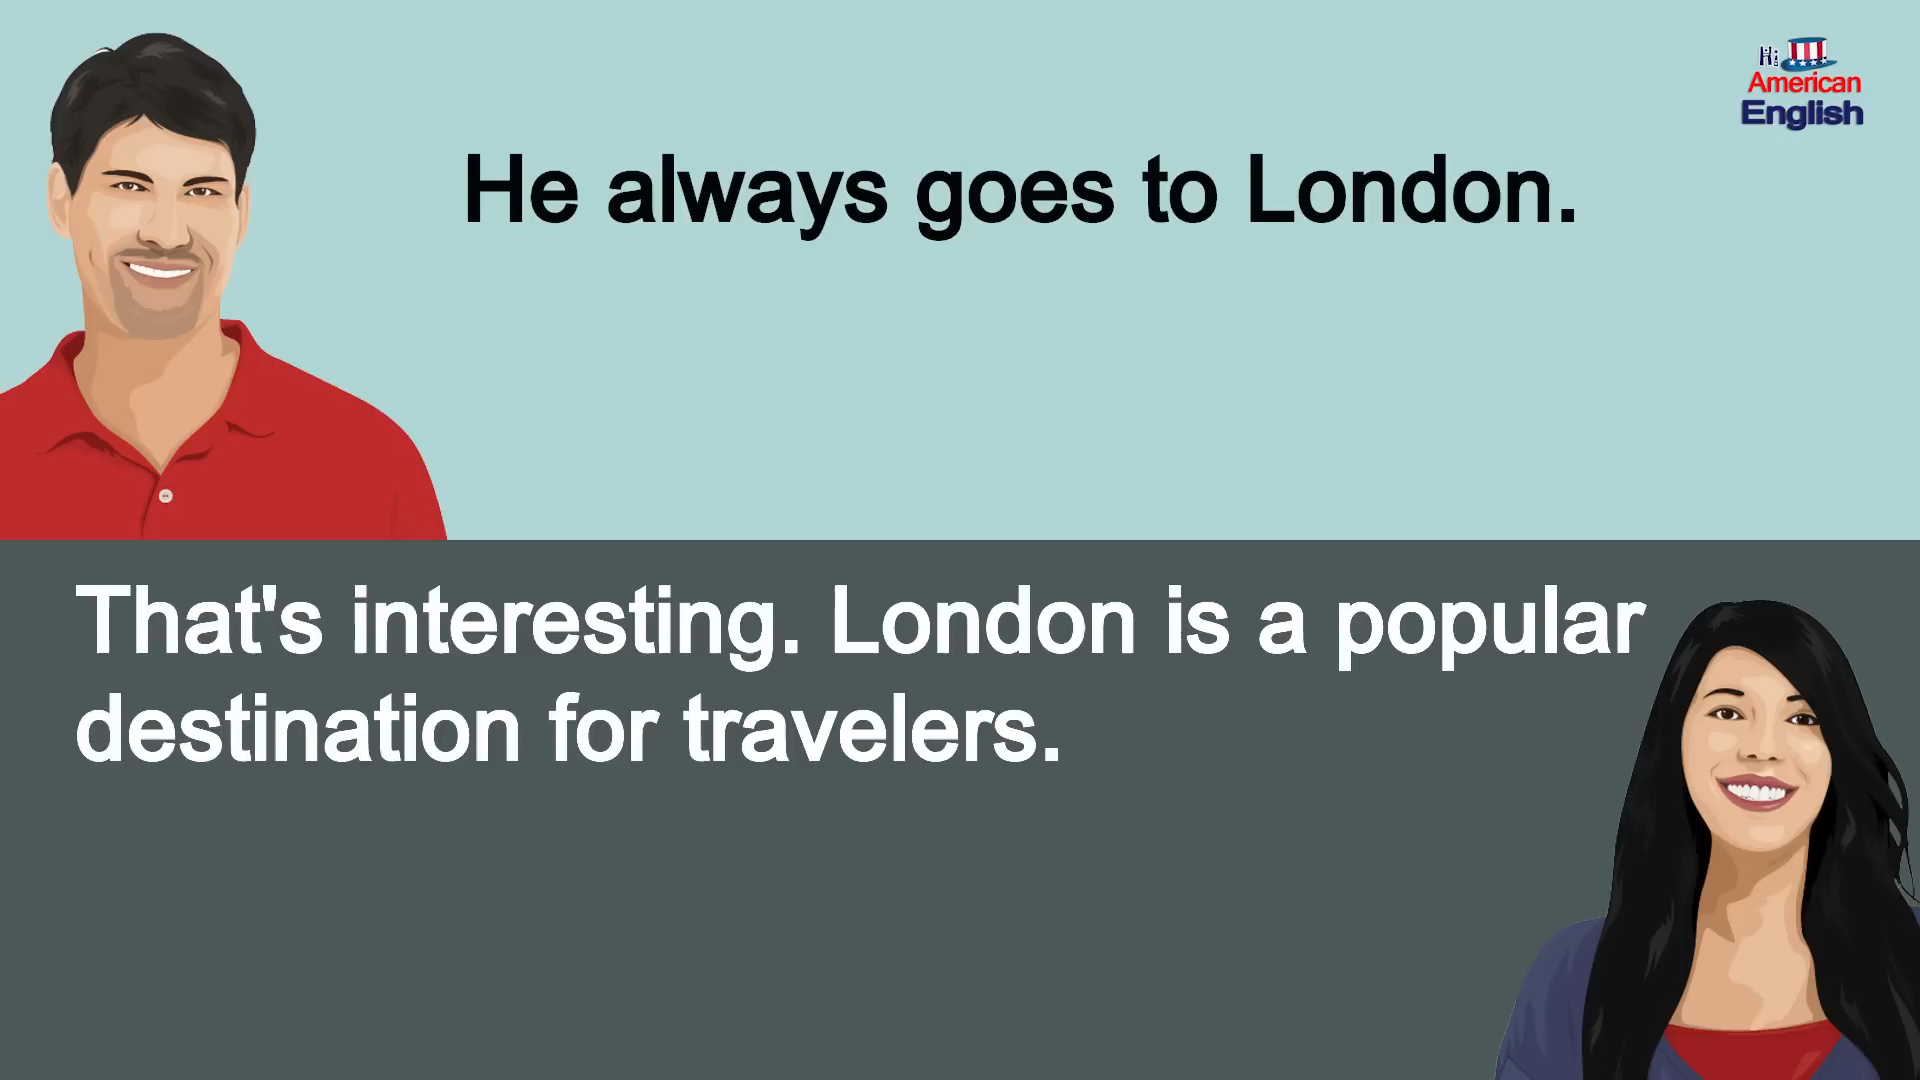 Hi
American
English
He always goes to London.
That's interesting. London is a popular
destination for travelers.